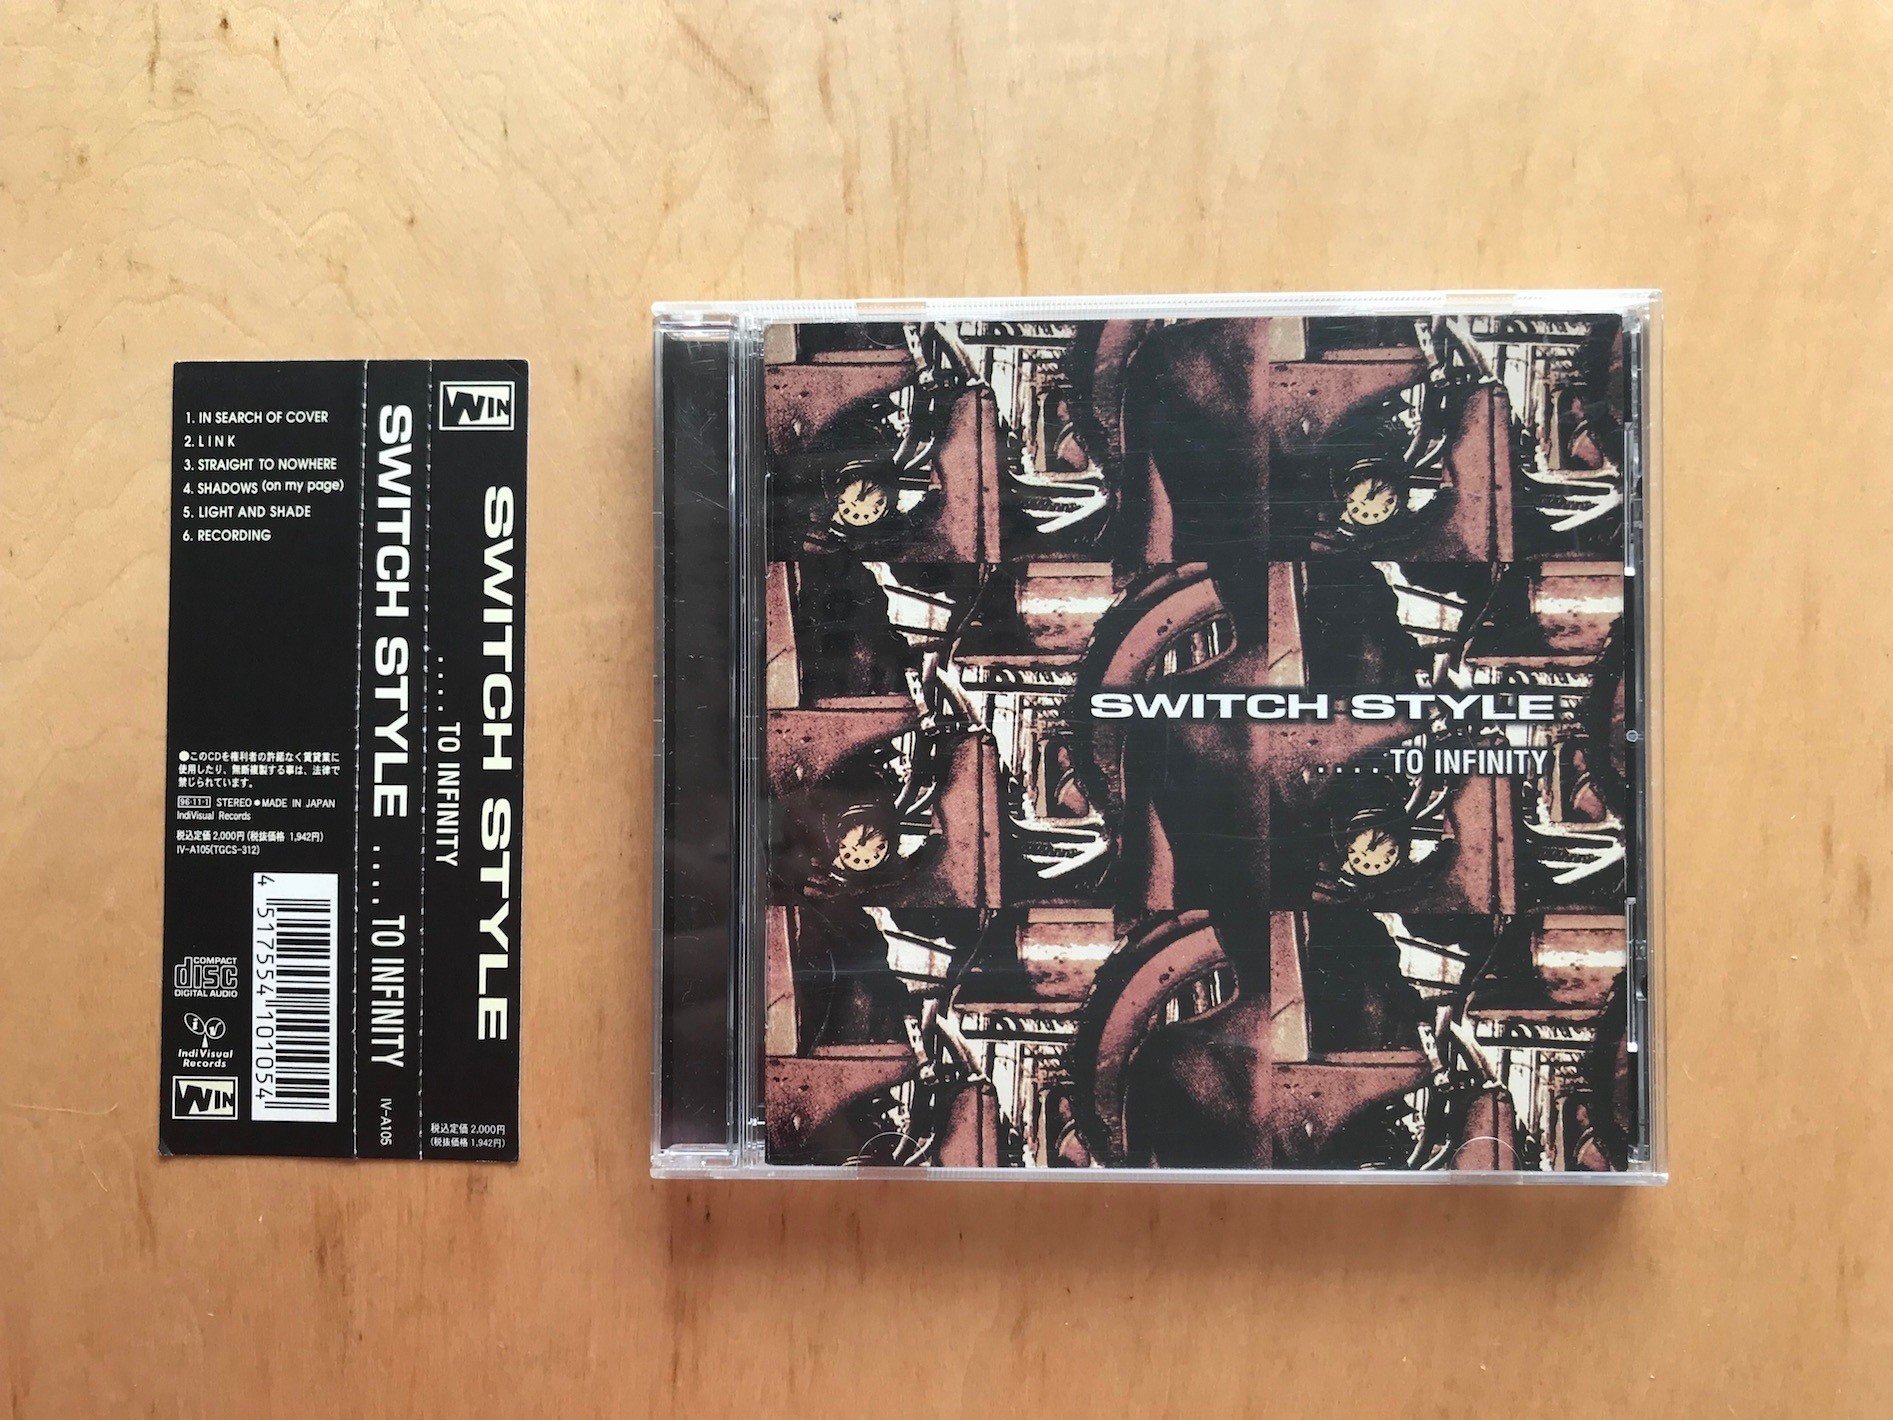 1. IN SEARCH OF COVER
2. LINK
3. STRAIGHT TO NOWHERE
4. SHADOWS (on my page)
5. LIGHT AND SHADE
6. RECORDING
●このCDを権利者の許諾なく賃貸業に
使用したり、無断複製する事は、法律で
禁じられています。
96·11·1 STEREO●MADE IN JAPAN
IndiVisual Records
税込定価 2,000円(税抜価格 1,942円)
IV-A105(TGCS-312)
4 517554 101054
COMPACT
disc
DIGITAL AUDIO
iv
IndiVisual
Records
WIN
SWITCH STYLE ....TO INFINITY
IV-A105
WIN
SWITCH STYLE
.....TO INFINITY
税込定価 2,000円
(税抜価格 1,942円)
SWITCH STYLE
....TO INFINITY